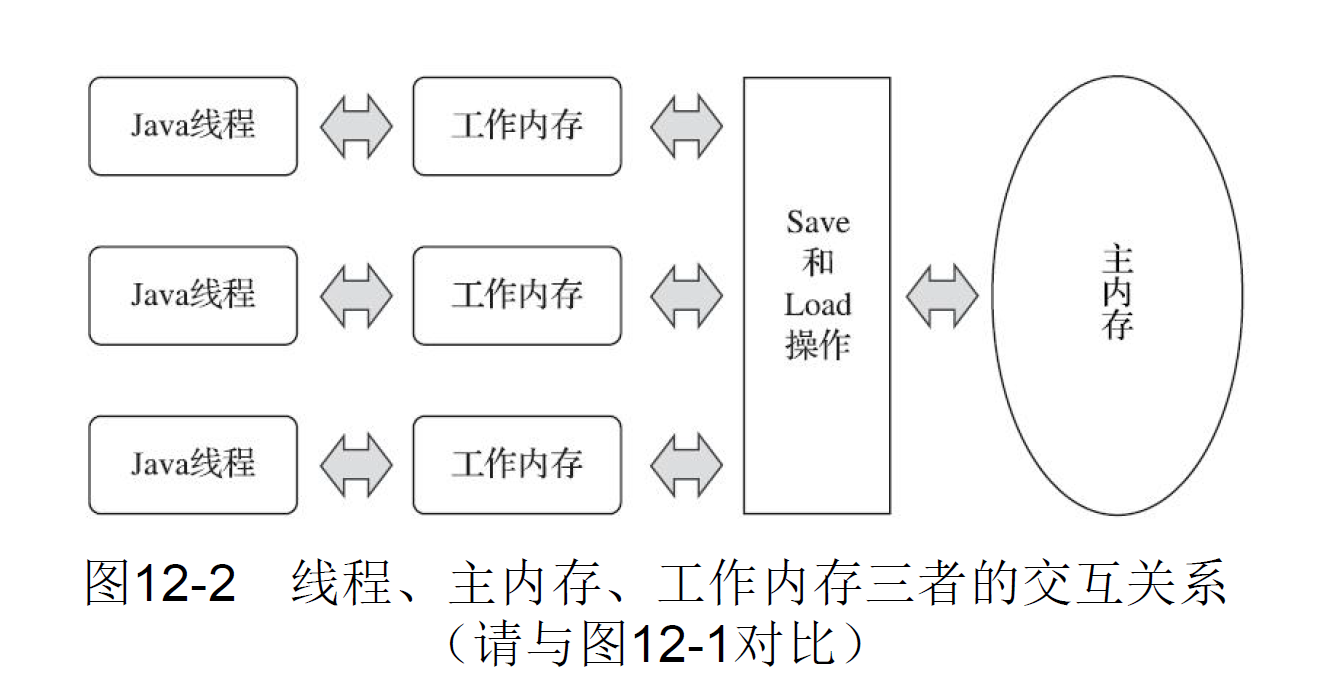 Java线程
工作内存
Java线程
工作内存
Java线程
工作内存
Save
和
Load
操作
主
内
存
图12-2 线程、主内存、工作内存三者的交互关系
（请与图12-1对比）